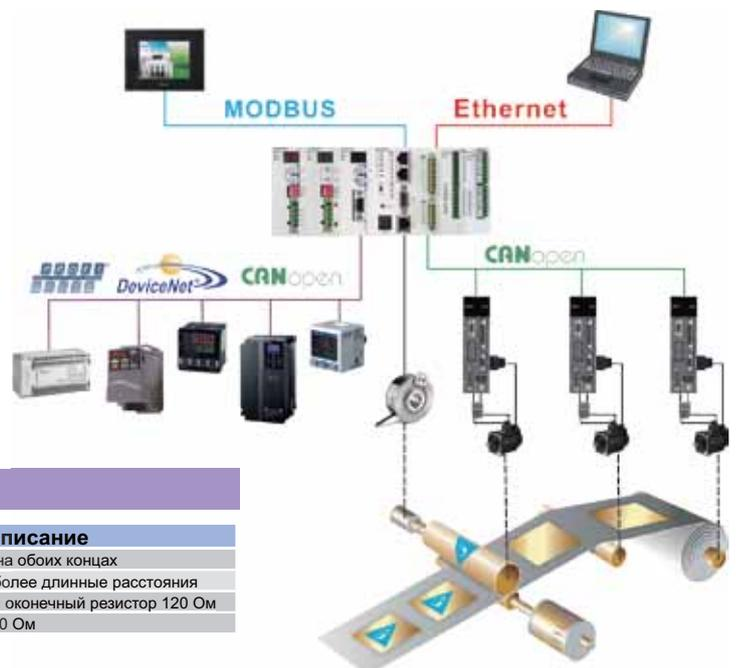 MODBUS
Ethernet
DeviceNet
CANopen
CANopen
писание
на обоих концах
более длинные расстояния
оконечный резистор 120 Ом
0 Ом